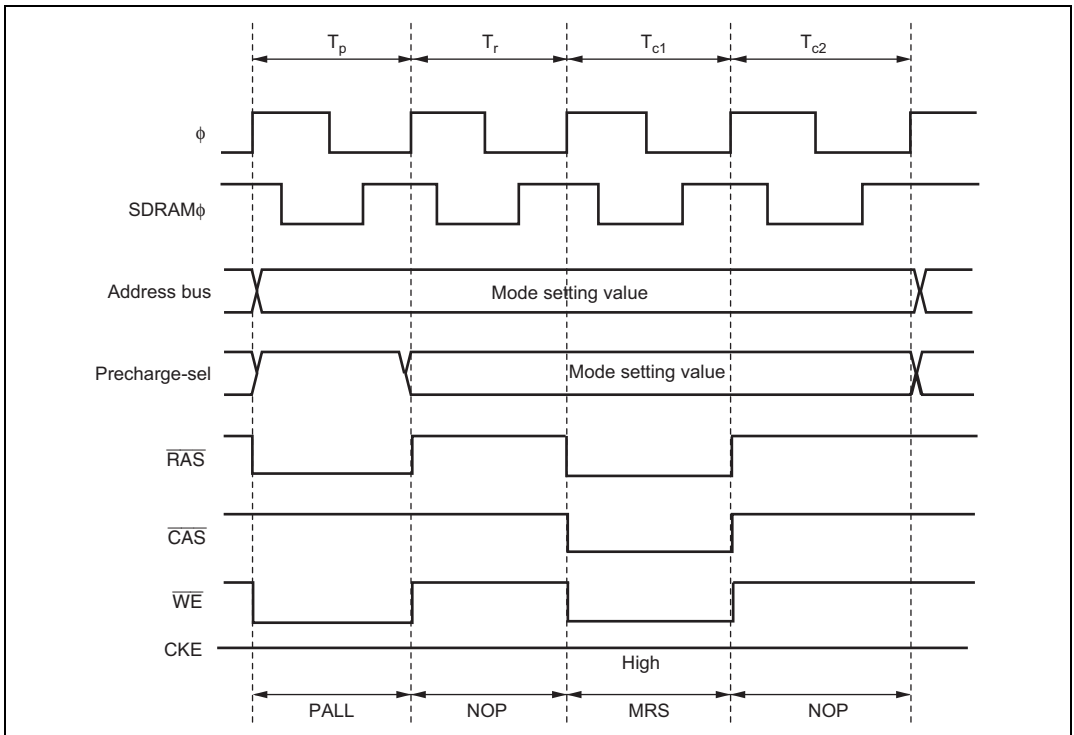 Tp Tr Tc1 Tc2
ϕ
SDRAMϕ
Address bus Mode setting value
Precharge-sel Mode setting value
RAS
CAS
WE
CKE High
PALL NOP MRS NOP